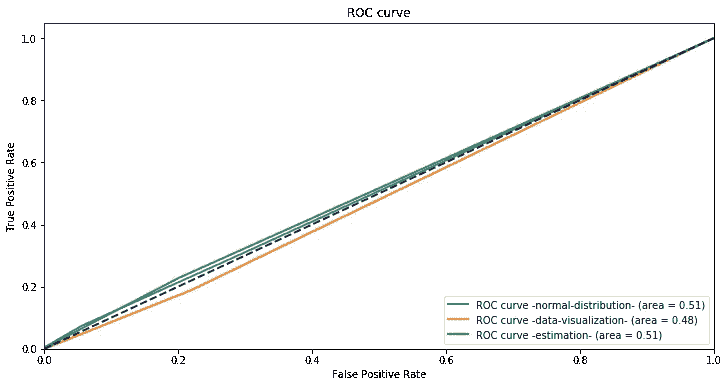 ROC curve
1.0
0.8
0.6
0.4
0.2
0.0
True Positive Rate
ROC curve -normal-distribution- (area = 0.51)
ROC curve -data-visualization- (area = 0.48)
ROC curve -estimation- (area = 0.51)
0.0 0.2 0.4 0.6 0.8 1.0
False Positive Rate